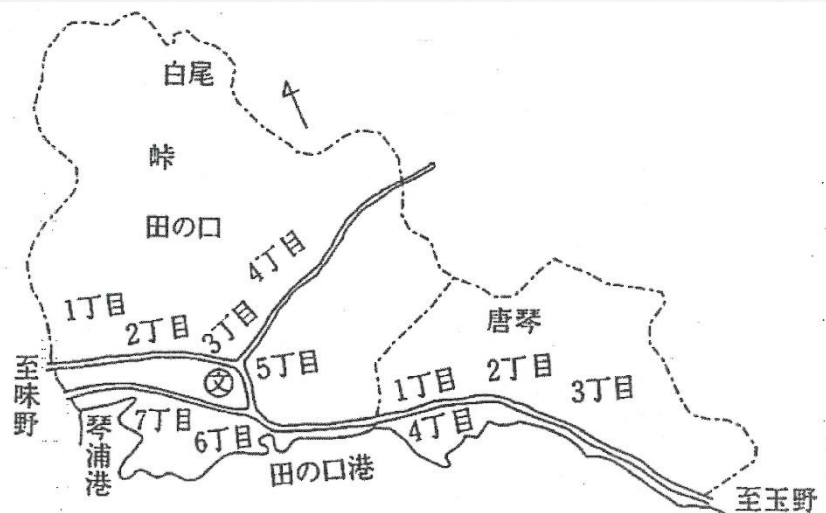 白尾
峠
田の口
4丁目
1丁目
2丁目
3丁目
5丁目
文
至味野
琴浦港
7丁目
6丁目
田の口港
唐琴
1丁目
2丁目
3丁目
4丁目
至玉野